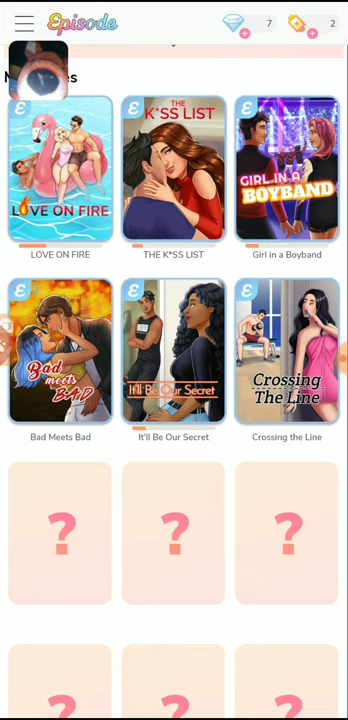 Episode
7
2
LOVE ON FIRE
THE
K*SS LIST
GIRL IN A
BOYBAND
LOVE ON FIRE
THE K*SS LIST
Girl in a Boyband
Bad
meets
BAD
It'll Be Our Secret
Crossing
The Line
Bad Meets Bad
It'll Be Our Secret
Crossing the Line
? ? ?
? ? ?